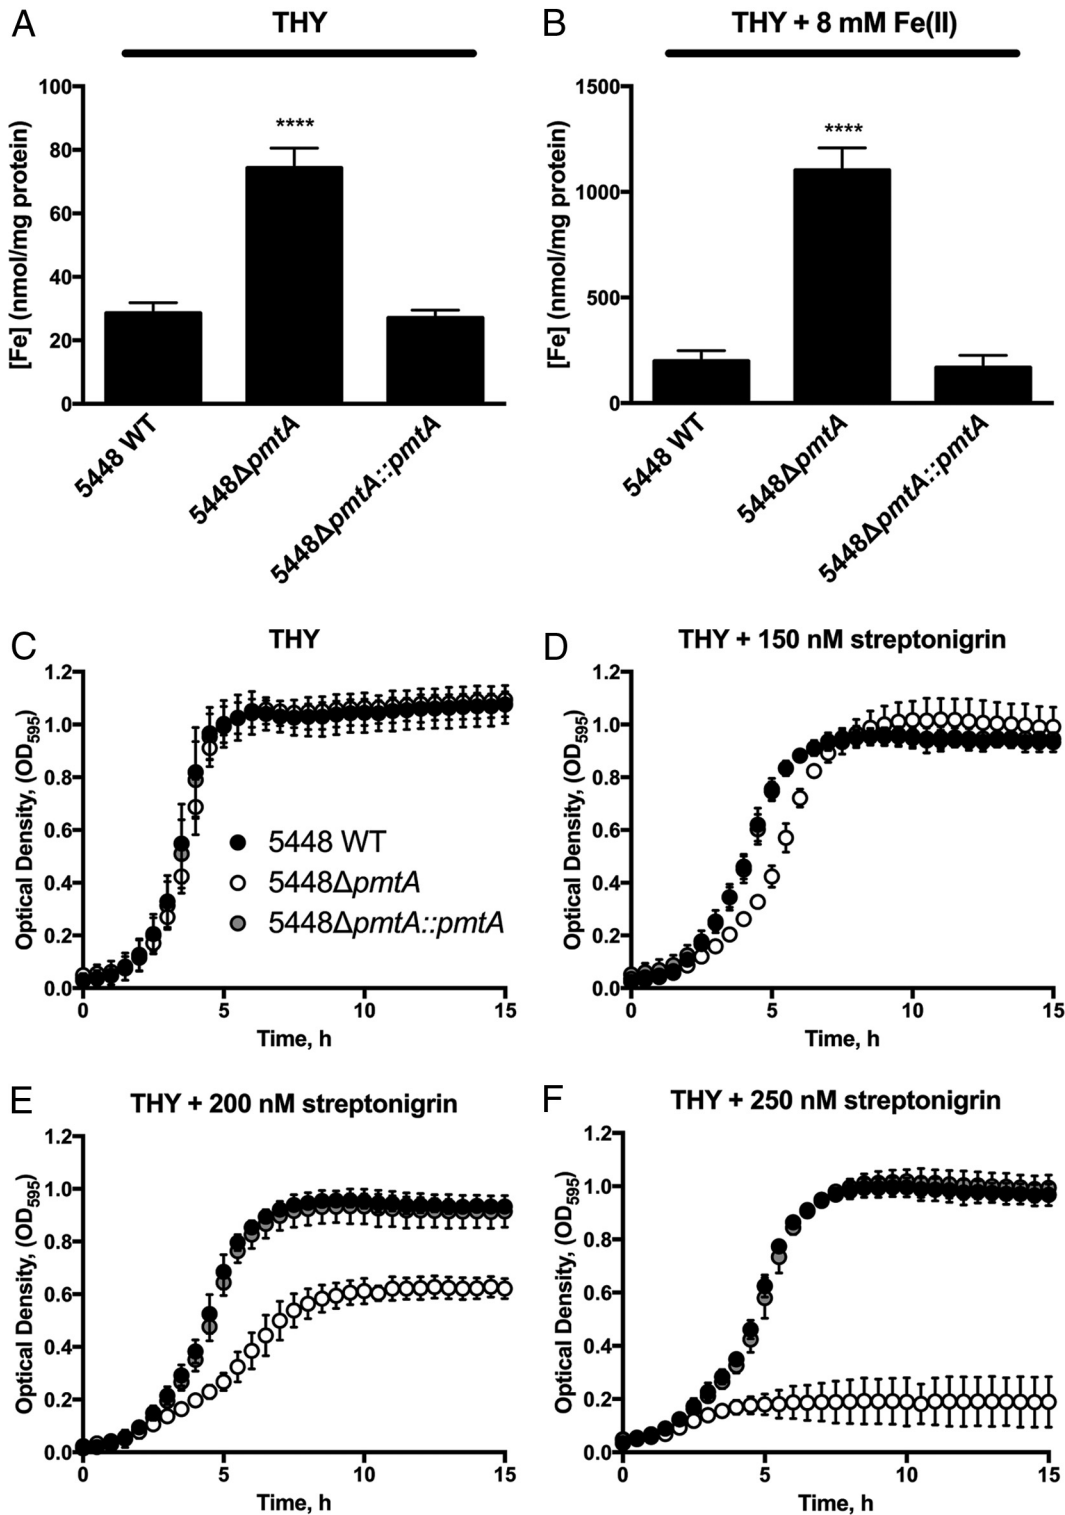 A
THY
100
80
60
40
20
0
[Fe] (nmol/mg protein)
****
5448 WT
5448ΔpmtA
5448ΔpmtA::pmtA
B
THY + 8 mM Fe(II)
1500
1000
500
0
[Fe] (nmol/mg protein)
****
5448 WT
5448ΔpmtA
5448ΔpmtA::pmtA
C
THY
1.2
1.0
0.8
0.6
0.4
0.2
0.0
Optical Density, (OD595)
5448 WT
5448ΔpmtA
5448ΔpmtA::pmtA
0 5 10 15
Time, h
D
THY + 150 nM streptonigrin
1.2
1.0
0.8
0.6
0.4
0.2
0.0
Optical Density, (OD595)
0 5 10 15
Time, h
E
THY + 200 nM streptonigrin
1.2
1.0
0.8
0.6
0.4
0.2
0.0
Optical Density, (OD595)
0 5 10 15
Time, h
F
THY + 250 nM streptonigrin
1.2
1.0
0.8
0.6
0.4
0.2
0.0
Optical Density, (OD595)
0 5 10 15
Time, h